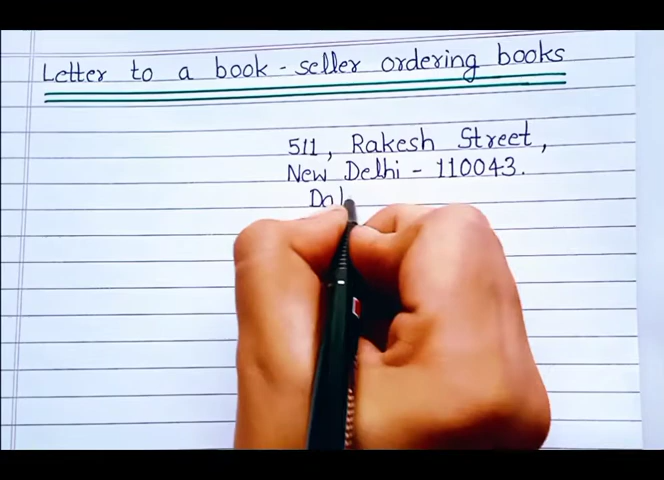 Letter to a book - seller ordering books
511, Rakesh Street,
New Delhi - 110043.